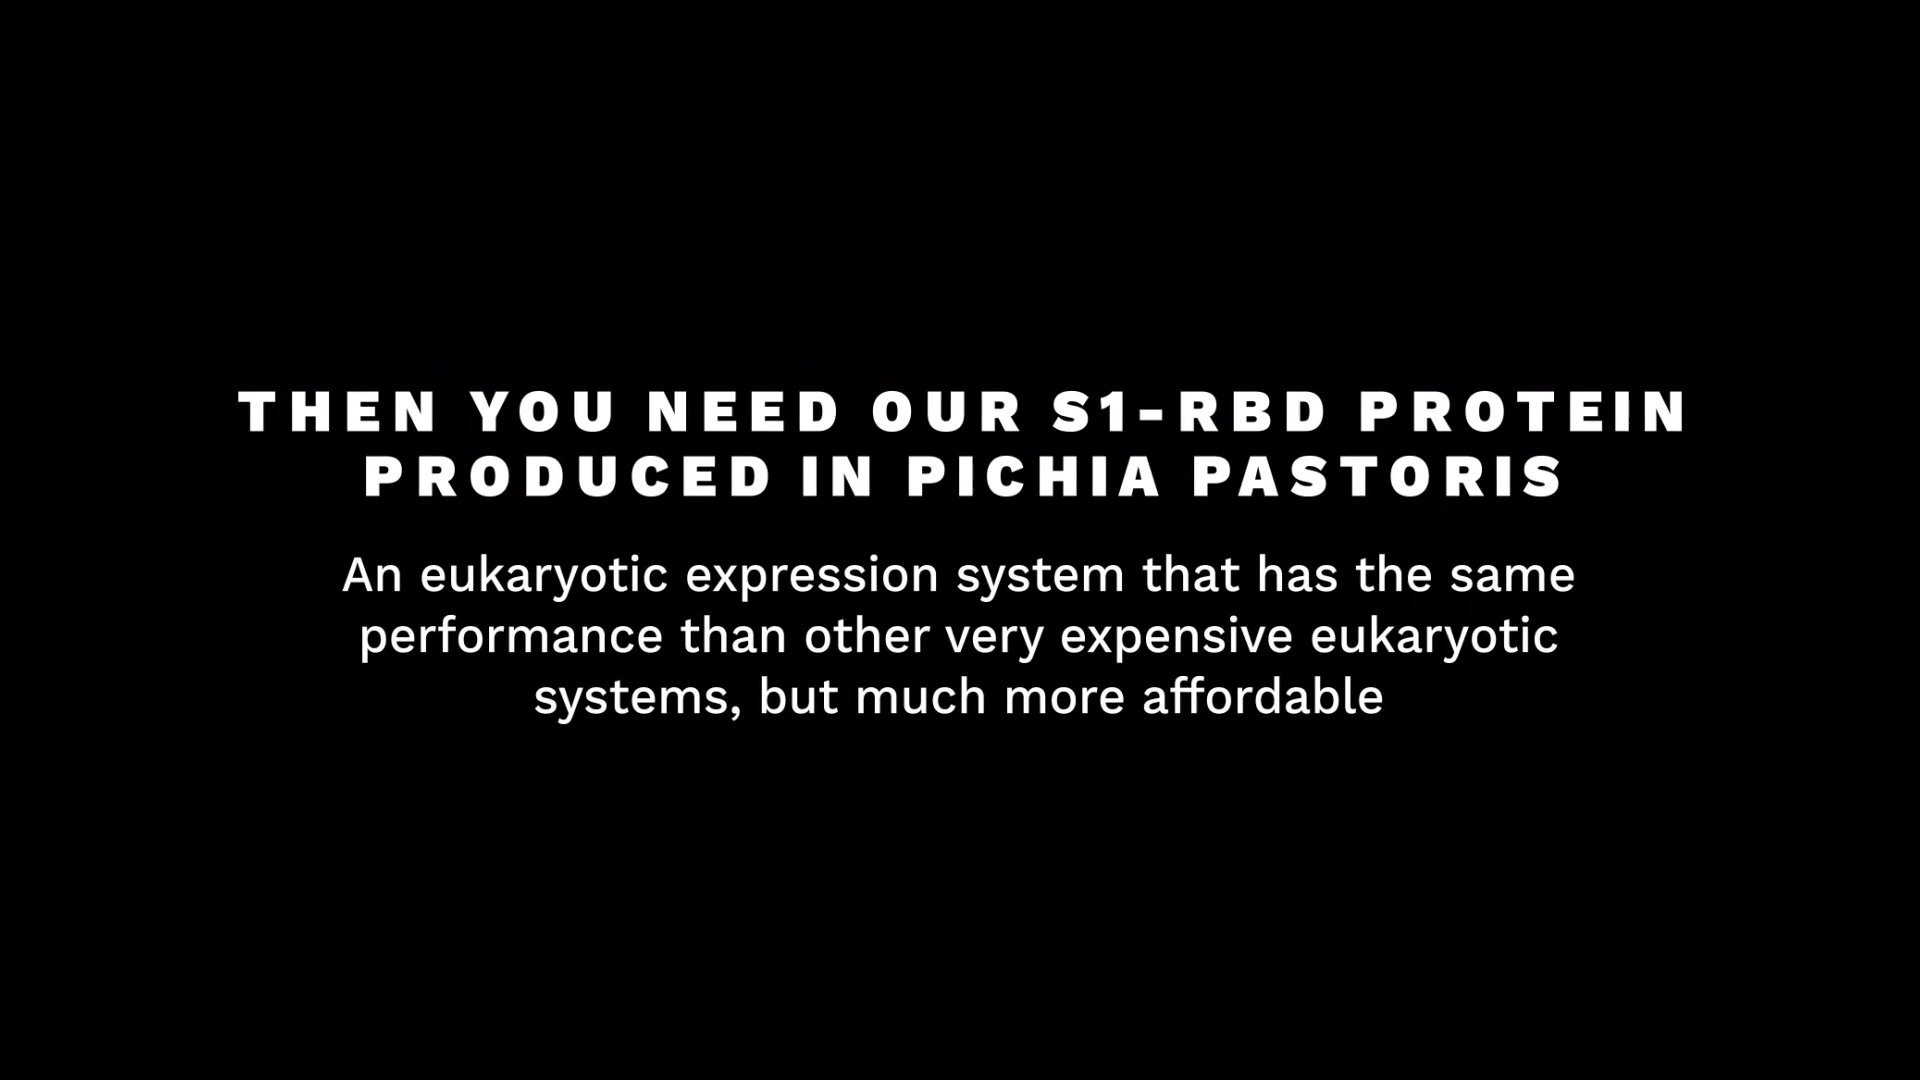 THEN YOU NEED OUR S1-RBD PROTEIN
PRODUCED IN PICHIA PASTORIS
An eukaryotic expression system that has the same
performance than other very expensive eukaryotic
systems, but much more affordable